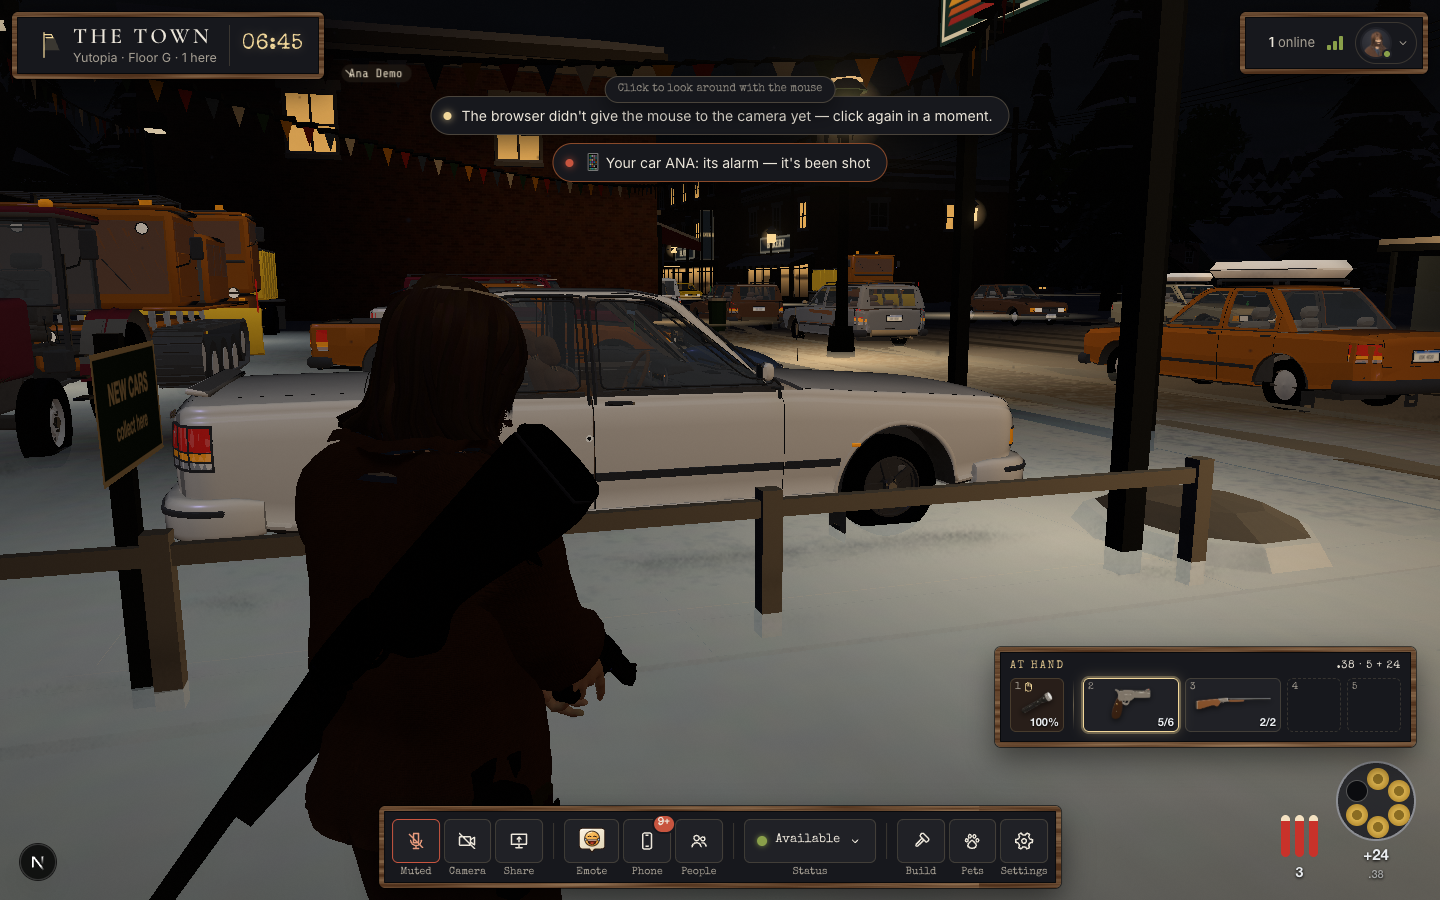 THE TOWN
Yutopia · Floor G · 1 here
06:45
1 online
Ana Demo
Click to look around with the mouse
The browser didn't give the mouse to the camera yet — click again in a moment.
Your car ANA: its alarm — it's been shot
NEW CARS
collect here
AT HAND
.38 · 5 + 24
1
100%
2
5/6
3
2/2
4
5
3
+24
.38
9+
Available
Muted
Camera
Share
Emote
Phone
People
Status
Build
Pets
Settings
N